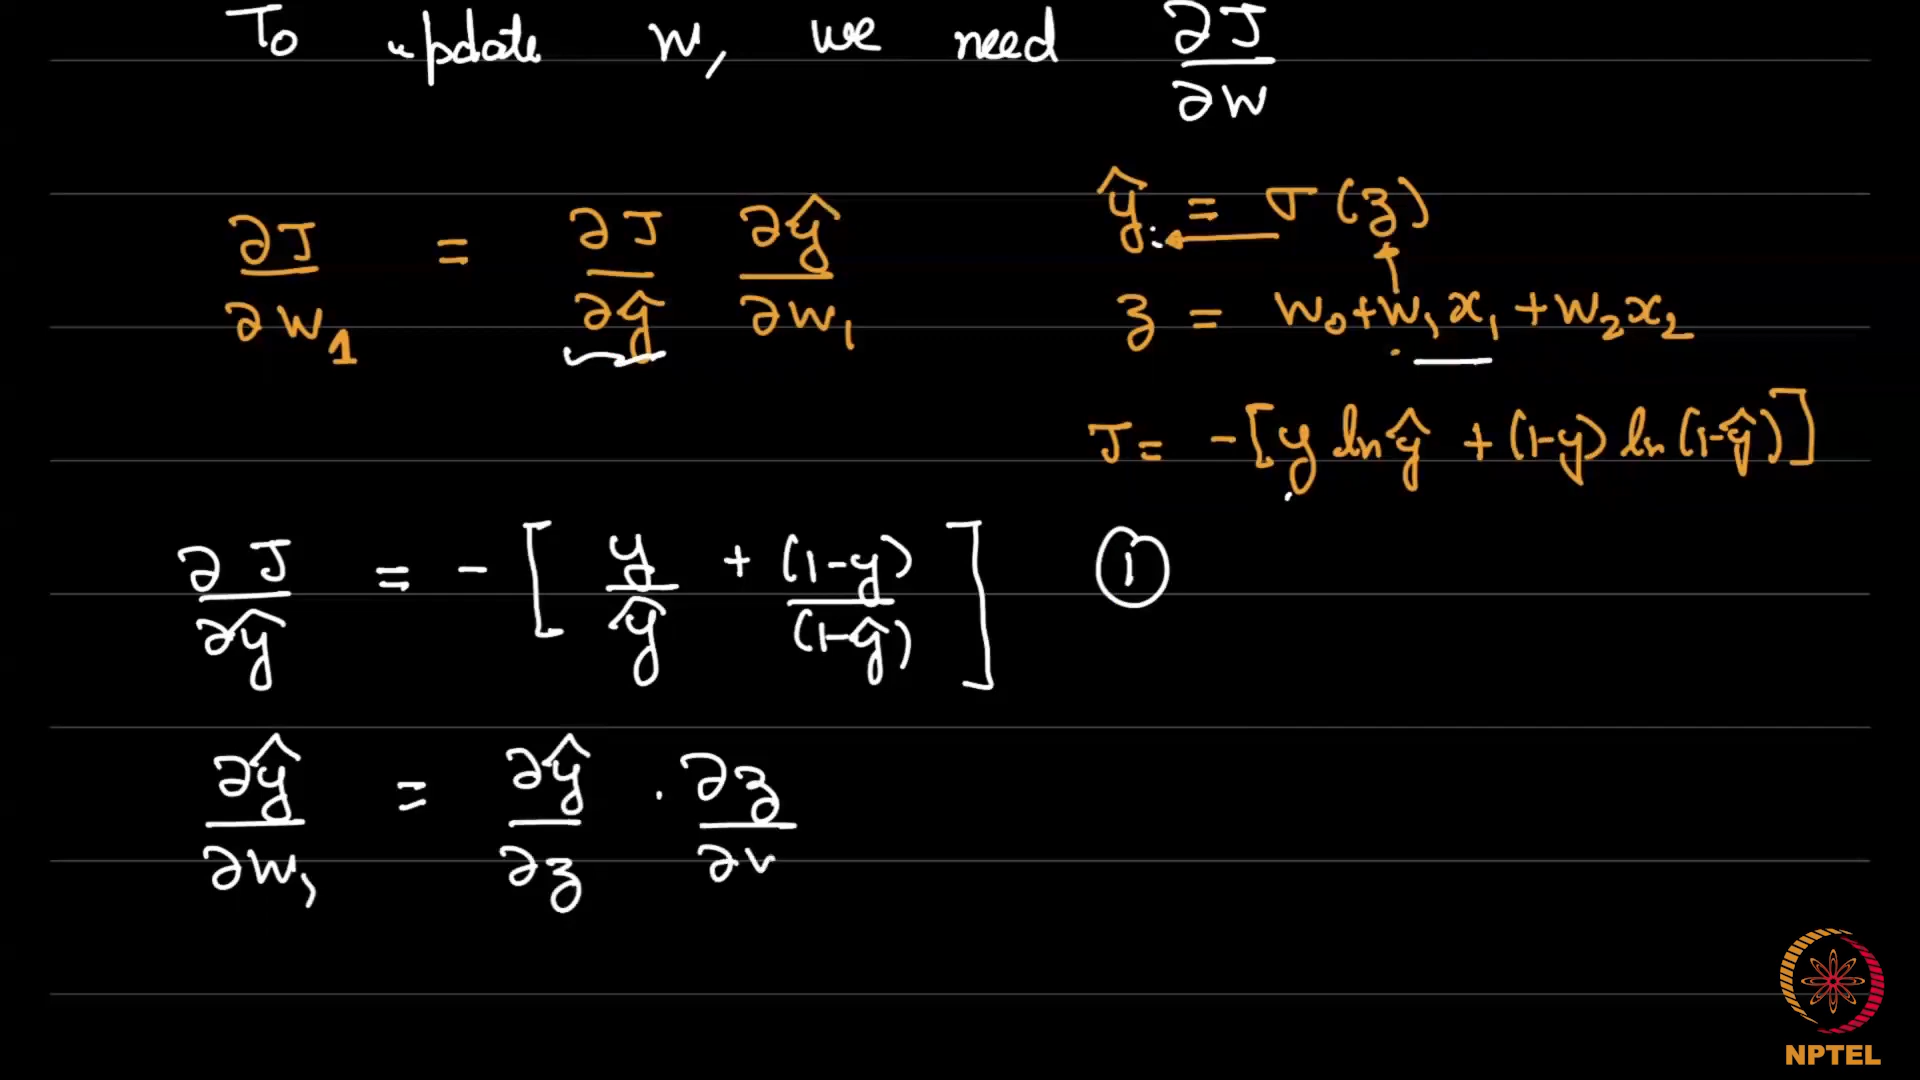 To update w, we need ∂J/∂w
∂J/∂w₁ = ∂J/∂ŷ ∂ŷ/∂w₁
ŷ = σ(z)
z = w₀+w₁x₁+w₂x₂
J = -[y ln ŷ + (1-y) ln (1-ŷ)]
∂J/∂ŷ = - [ y/ŷ + (1-y)/(1-ŷ) ] ①
∂ŷ/∂w₁ = ∂ŷ/∂z · ∂z/∂v
NPTEL